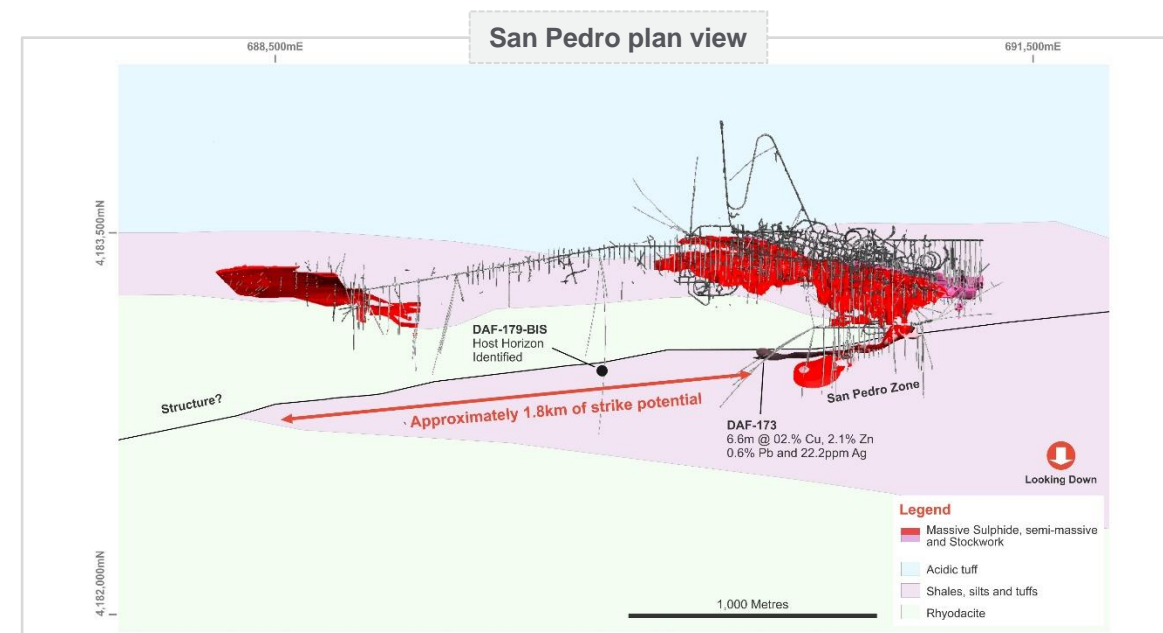 San Pedro plan view
688,500mE
691,500mE
4,183,500mN
DAF-179-BIS
Host Horizon
Identified
Structure?
Approximately 1.8km of strike potential
San Pedro Zone
DAF-173
6.6m @ 02.% Cu, 2.1% Zn
0.6% Pb and 22.2ppm Ag
Looking Down
Legend
Massive Sulphide, semi-massive
and Stockwork
Acidic tuff
Shales, silts and tuffs
Rhyodacite
4,182,000mN
1,000 Metres